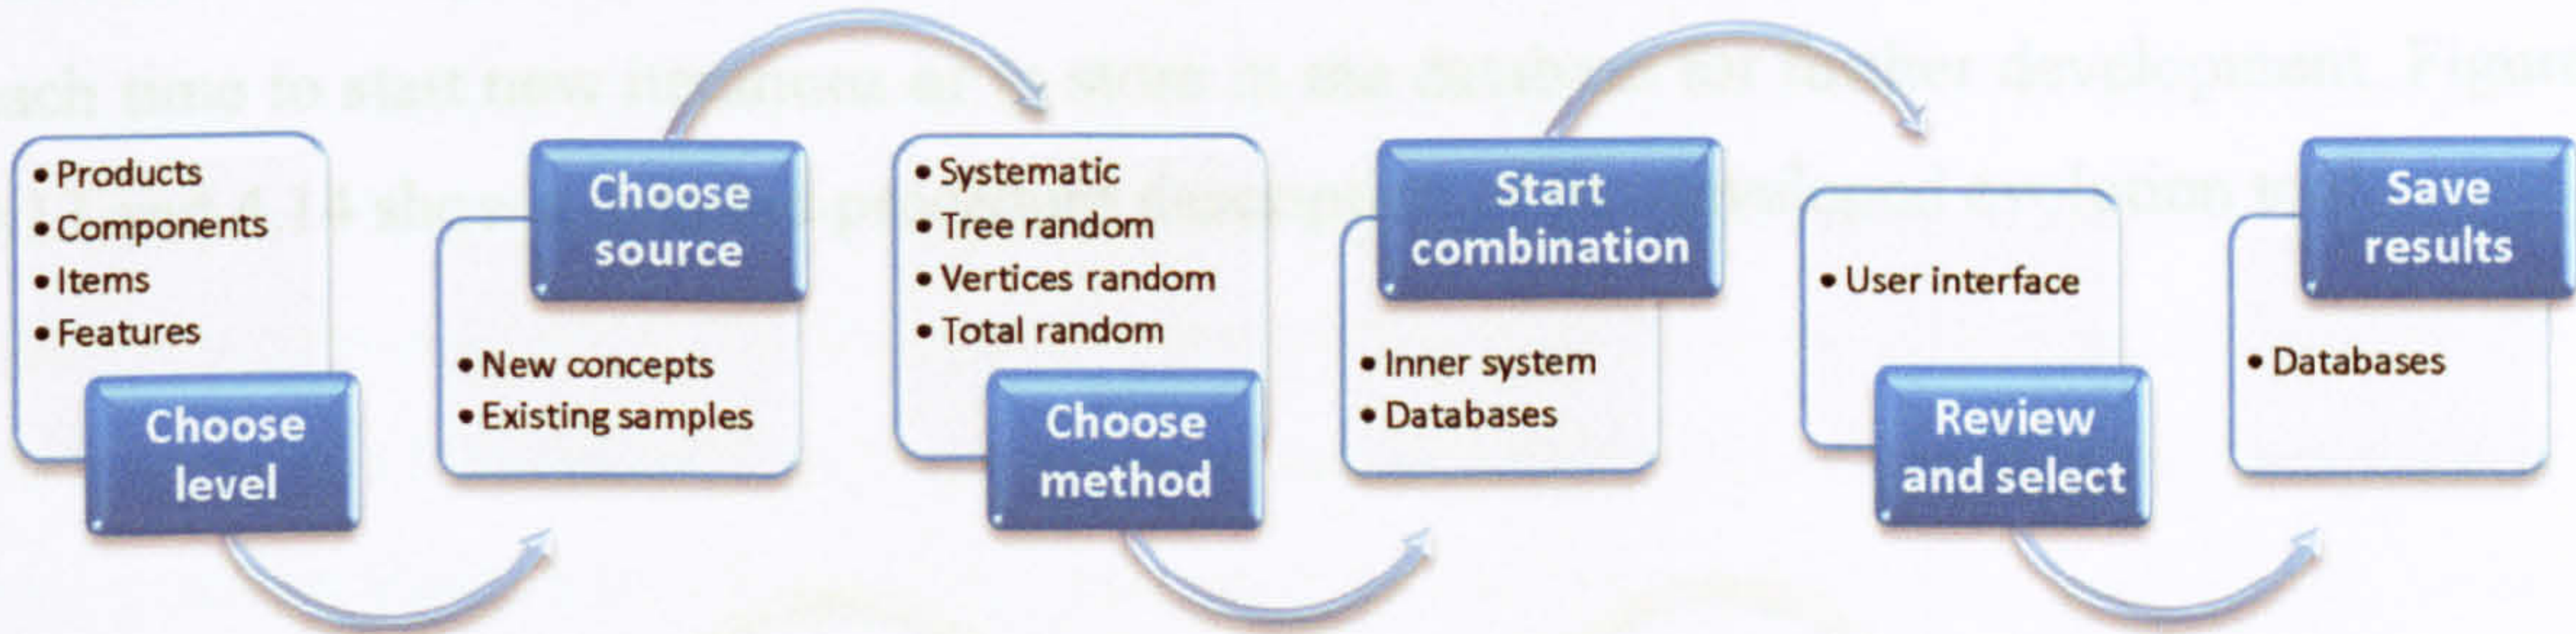 • Products
• Components
• Items
• Features
Choose
level
Choose
source
• New concepts
• Existing samples
• Systematic
• Tree random
• Vertices random
• Total random
Choose
method
Start
combination
• Inner system
• Databases
• User interface
Review
and select
Save
results
• Databases